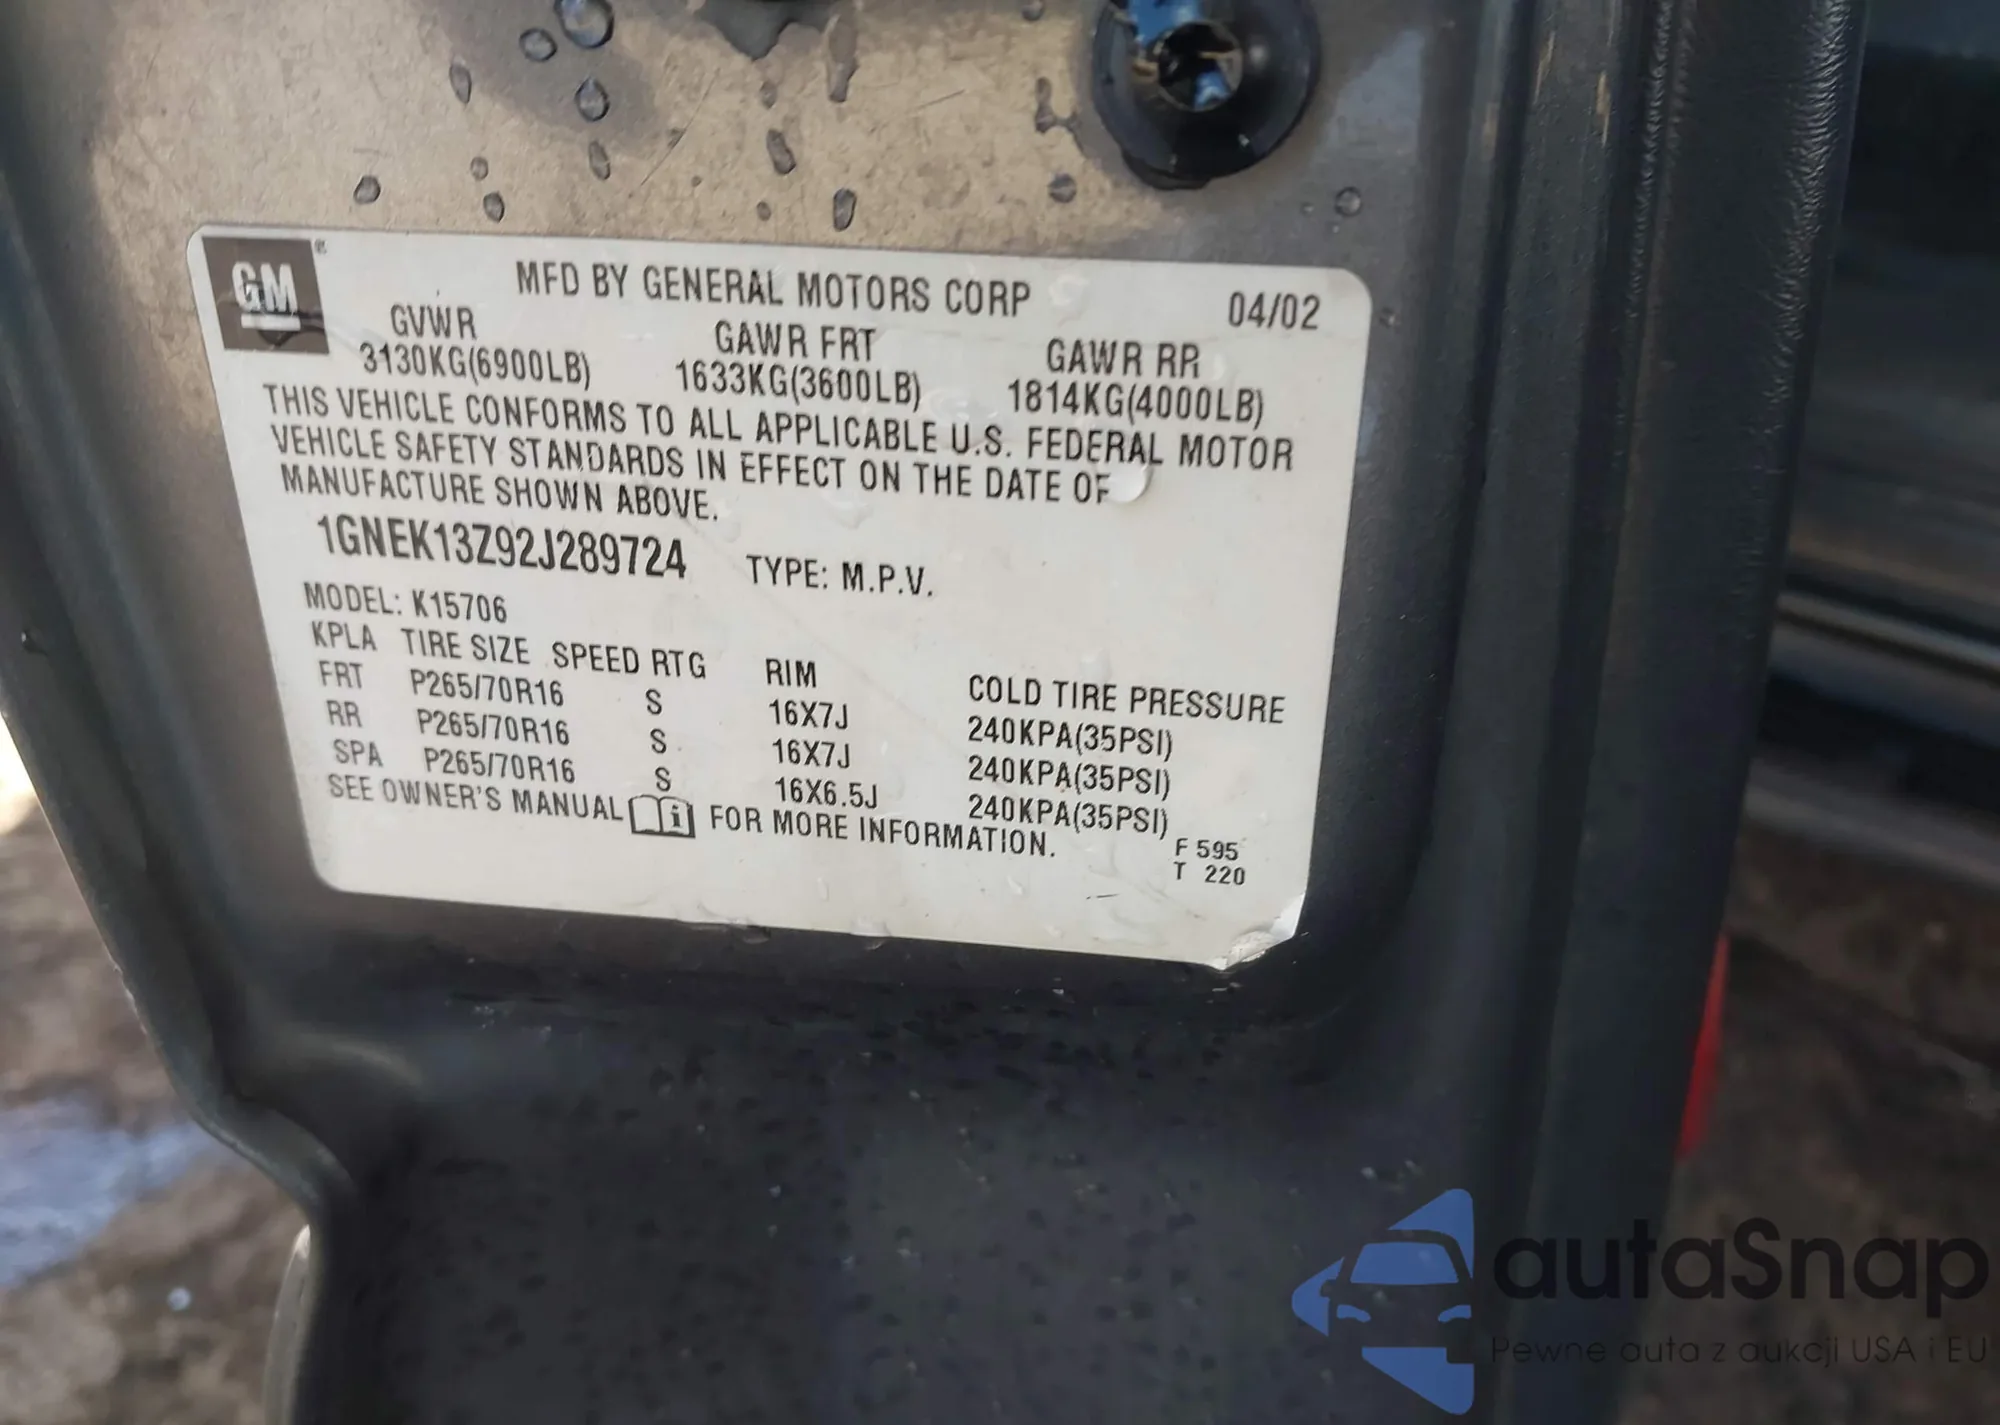 GM
MFD BY GENERAL MOTORS CORP 04/02
GVWR GAWR FRT GAWR RR
3130KG(6900LB) 1633KG(3600LB) 1814KG(4000LB)
THIS VEHICLE CONFORMS TO ALL APPLICABLE U.S. FEDERAL MOTOR
VEHICLE SAFETY STANDARDS IN EFFECT ON THE DATE OF
MANUFACTURE SHOWN ABOVE.
1GNEK13Z92J289724 TYPE: M.P.V.
MODEL: K15706
KPLA TIRE SIZE SPEED RTG RIM COLD TIRE PRESSURE
FRT P265/70R16 S 16X7J 240KPA(35PSI)
RR P265/70R16 S 16X7J 240KPA(35PSI)
SPA P265/70R16 S 16X6.5J 240KPA(35PSI)
SEE OWNER'S MANUAL i FOR MORE INFORMATION.
F 595
T 220
autaSnap
Pewne auta z aukcji USA i EU